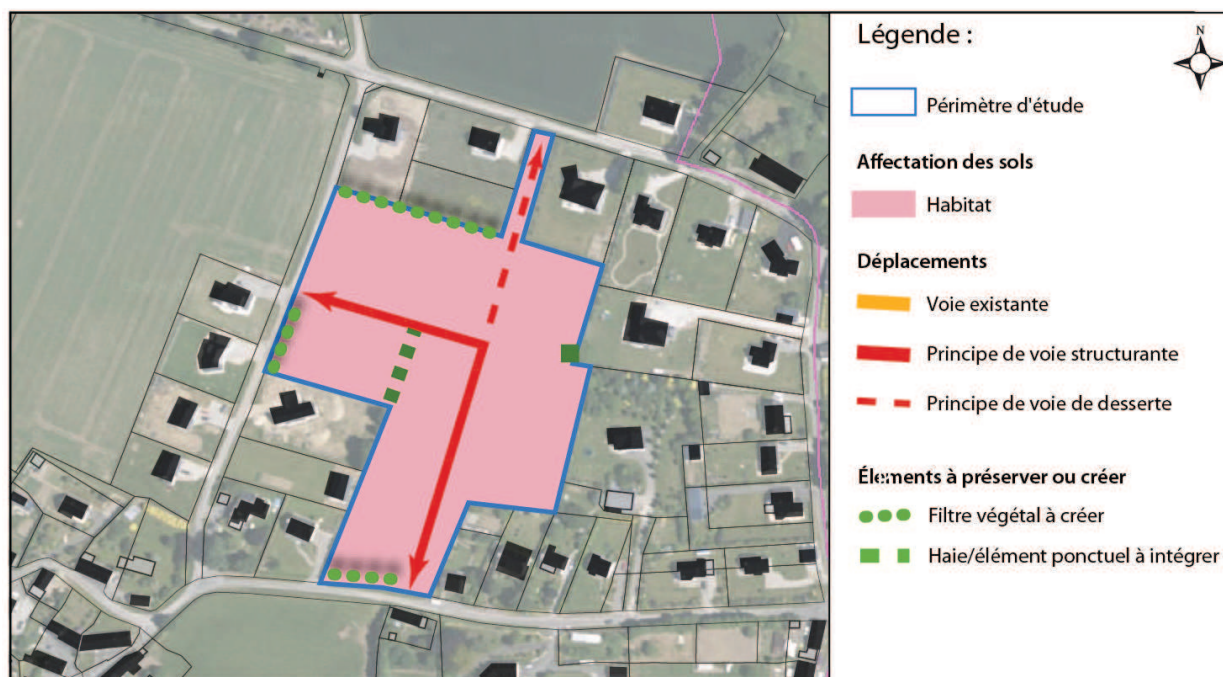 Légende :
N
Périmètre d'étude
Affectation des sols
Habitat
Déplacements
Voie existante
Principe de voie structurante
Principe de voie de desserte
Éléments à préserver ou créer
Filtre végétal à créer
Haie/élément ponctuel à intégrer